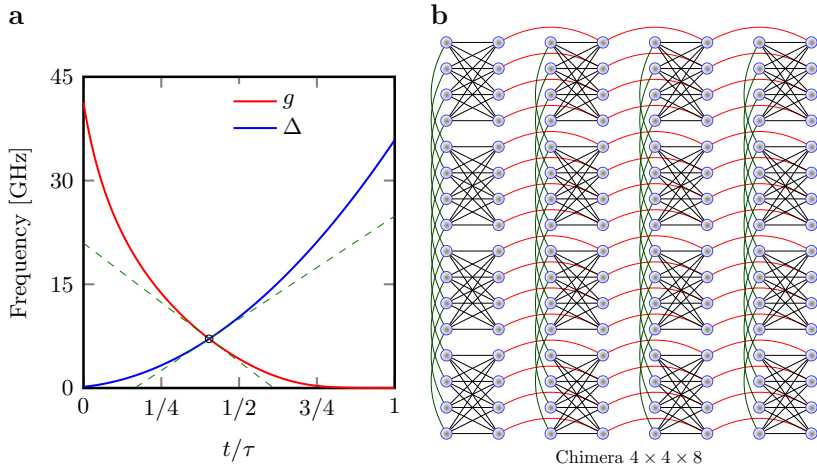 a
b
45
30
15
0
Frequency [GHz]
g
Δ
0
1/4
1/2
3/4
1
t/τ
Chimera 4 × 4 × 8